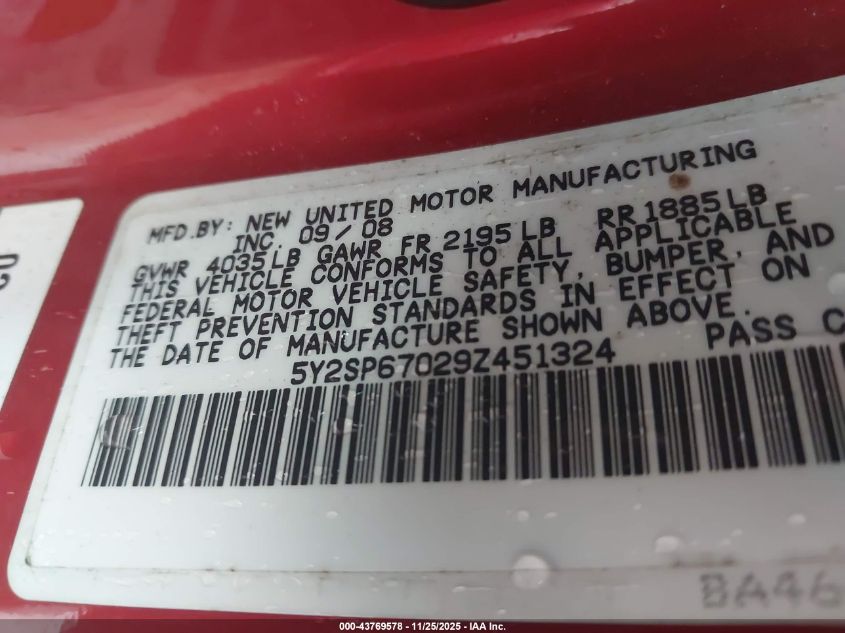 MFD.BY: NEW UNITED MOTOR MANUFACTURING
INC. 09/08
GVWR 4035LB GAWR FR 2195LB RR 1885LB
THIS VEHICLE CONFORMS TO ALL APPLICABLE
FEDERAL MOTOR VEHICLE SAFETY, BUMPER, AND
THEFT PREVENTION STANDARDS IN EFFECT ON
THE DATE OF MANUFACTURE SHOWN ABOVE.
5Y2SP67029Z451324 PASS C
BA46
000-43769578 - 11/25/2025 - IAA Inc.